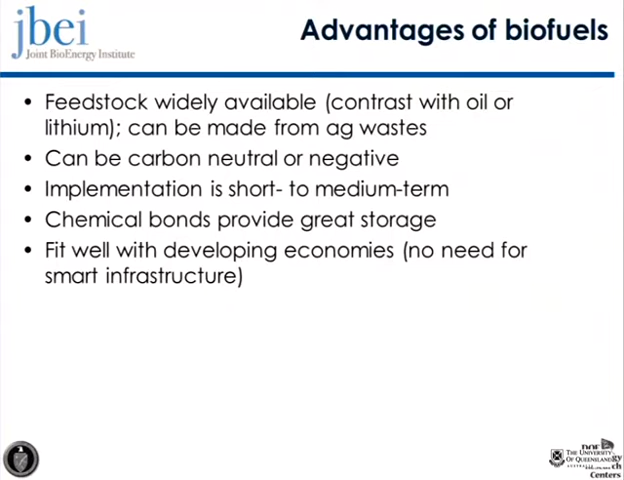 jbei
Joint BioEnergy Institute
Advantages of biofuels
• Feedstock widely available (contrast with oil or
lithium); can be made from ag wastes
• Can be carbon neutral or negative
• Implementation is short- to medium-term
• Chemical bonds provide great storage
• Fit well with developing economies (no need for
smart infrastructure)
DOE
THE UNIVERSITY
OF QUEENSLAND
Centers